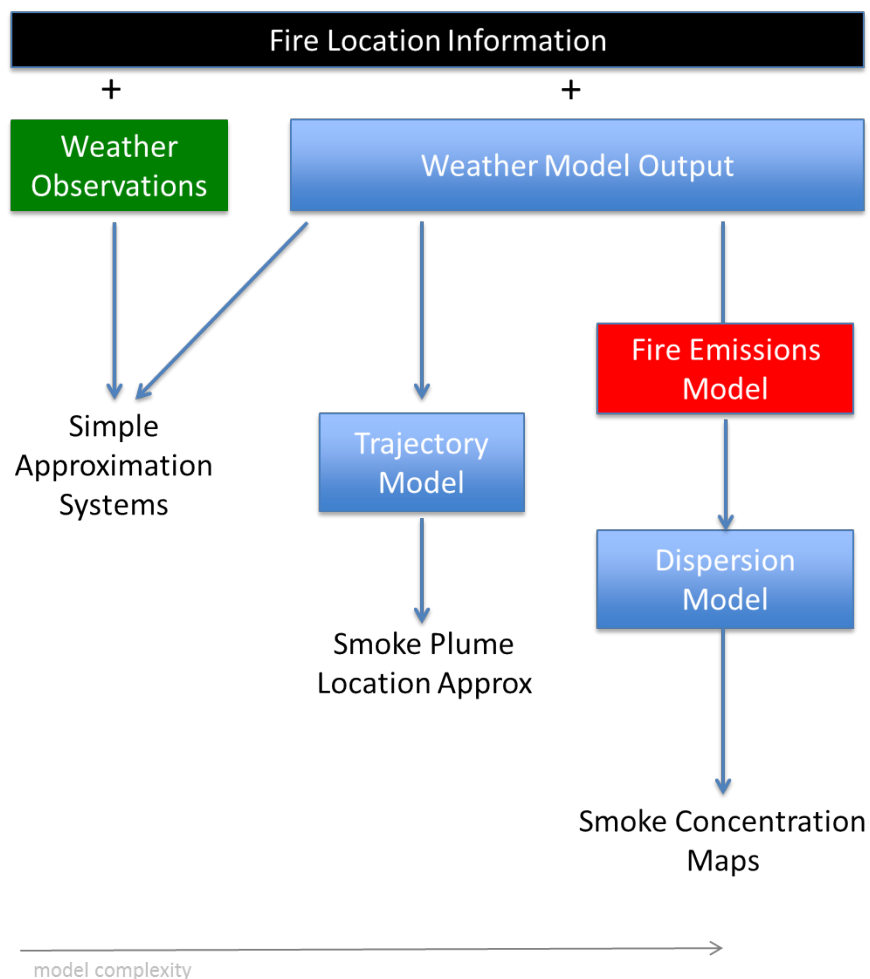 Fire Location Information
+
+
Weather
Observations
Weather Model Output
Fire Emissions
Model
Simple
Approximation
Systems
Trajectory
Model
Dispersion
Model
Smoke Plume
Location Approx
Smoke Concentration
Maps
model complexity